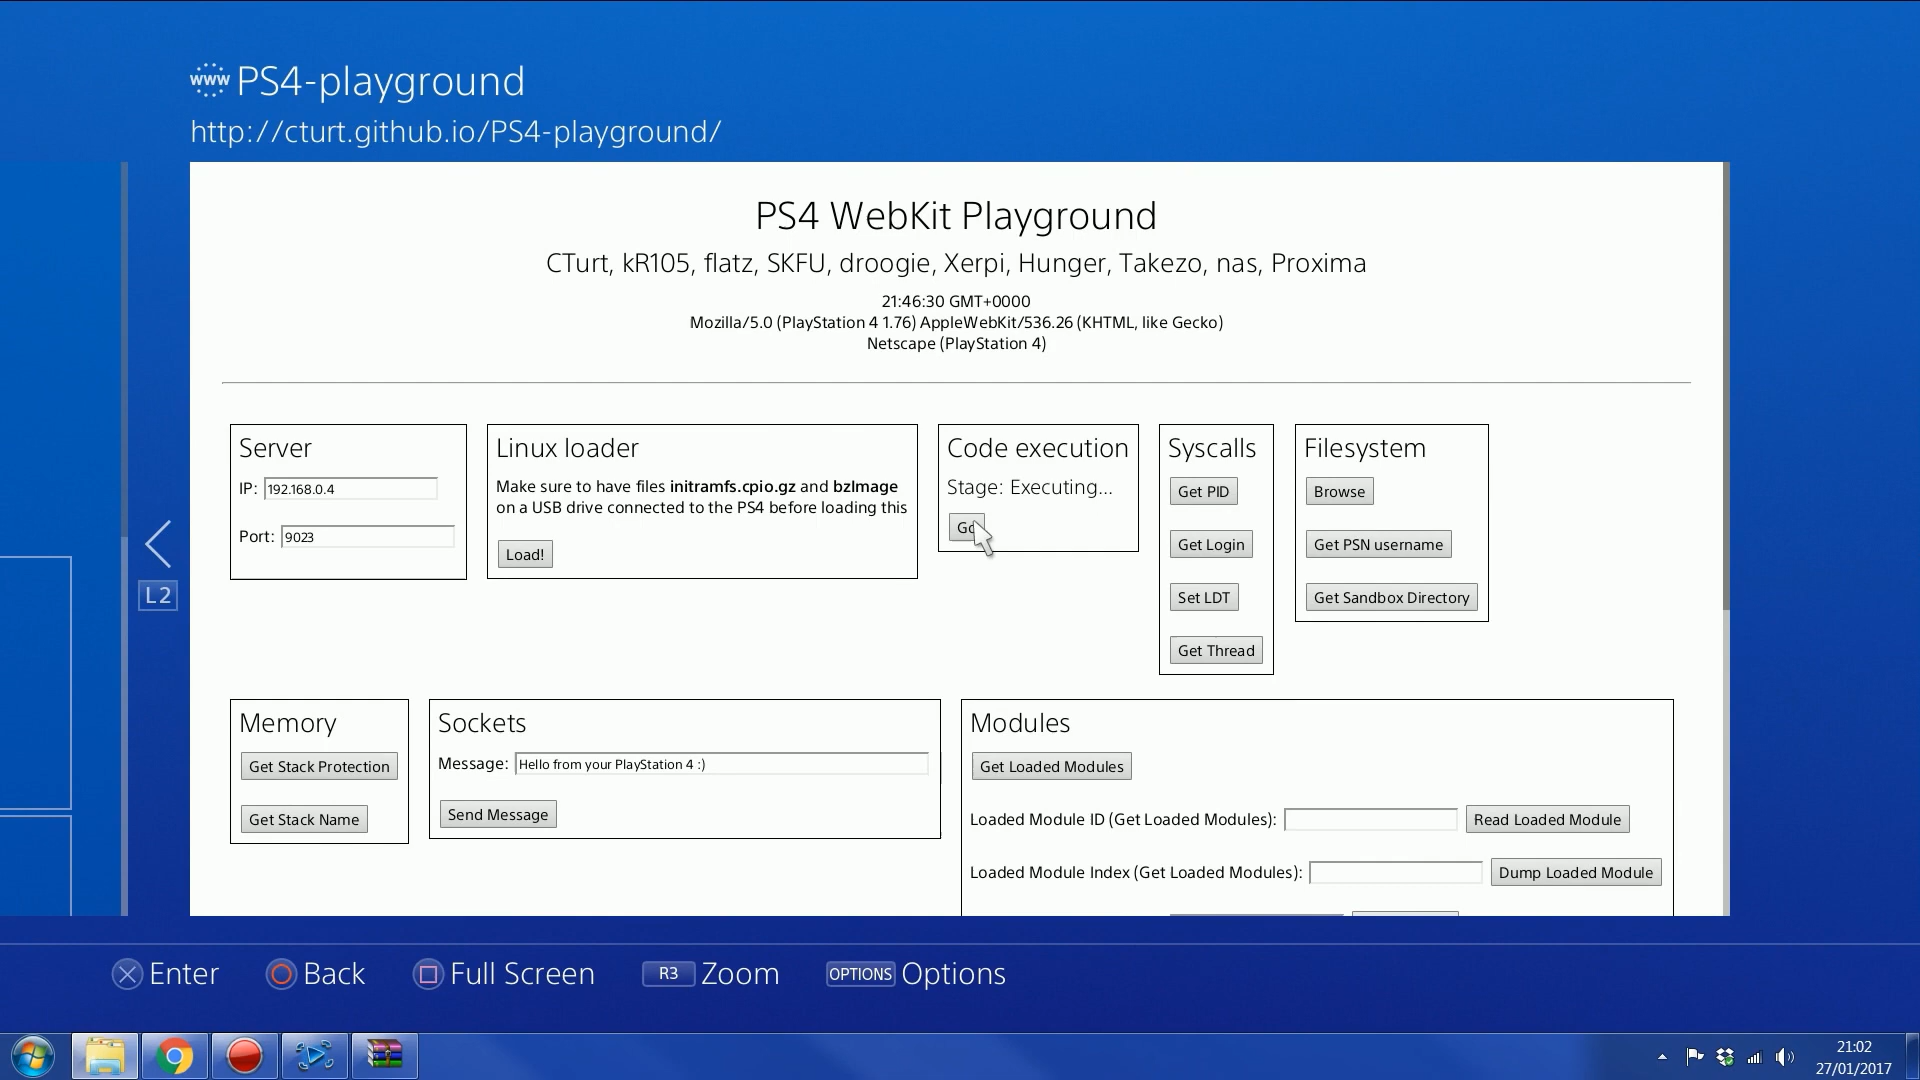 www PS4-playground
http://cturt.github.io/PS4-playground/
PS4 WebKit Playground
CTurt, kR105, flatz, SKFU, droogie, Xerpi, Hunger, Takezo, nas, Proxima
21:46:30 GMT+0000
Mozilla/5.0 (PlayStation 4 1.76) AppleWebKit/536.26 (KHTML, like Gecko)
Netscape (PlayStation 4)
Server
IP: 192.168.0.4
Port: 9023
Linux loader
Make sure to have files initramfs.cpio.gz and bzImage
on a USB drive connected to the PS4 before loading this
Load!
Code execution
Stage: Executing...
Go
Syscalls
Get PID
Get Login
Set LDT
Get Thread
Filesystem
Browse
Get PSN username
Get Sandbox Directory
L2
Memory
Get Stack Protection
Get Stack Name
Sockets
Message: Hello from your PlayStation 4 :)
Send Message
Modules
Get Loaded Modules
Loaded Module ID (Get Loaded Modules): Read Loaded Module
Loaded Module Index (Get Loaded Modules): Dump Loaded Module
Enter Back Full Screen R3 Zoom OPTIONS Options
21:02
27/01/2017